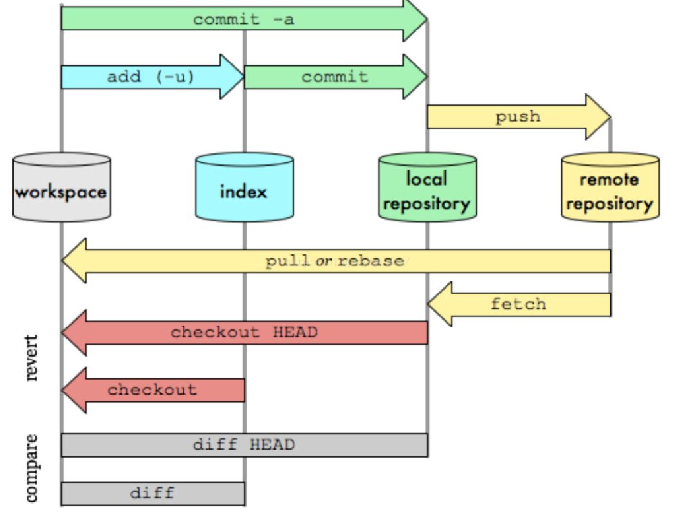 commit -a
add (-u)
commit
push
workspace
index
local
repository
remote
repository
pull or rebase
fetch
revert
checkout HEAD
checkout
compare
diff HEAD
diff